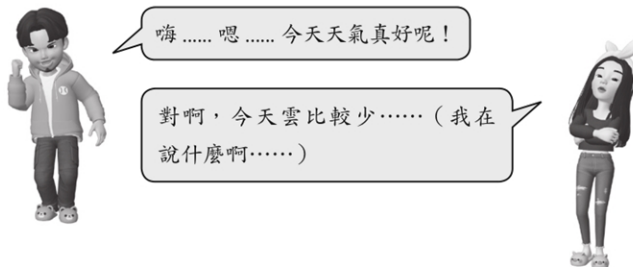 嗨 ...... 嗯 ...... 今天天氣真好呢！
對啊，今天雲比較少⋯⋯（我在
說什麼啊⋯⋯）